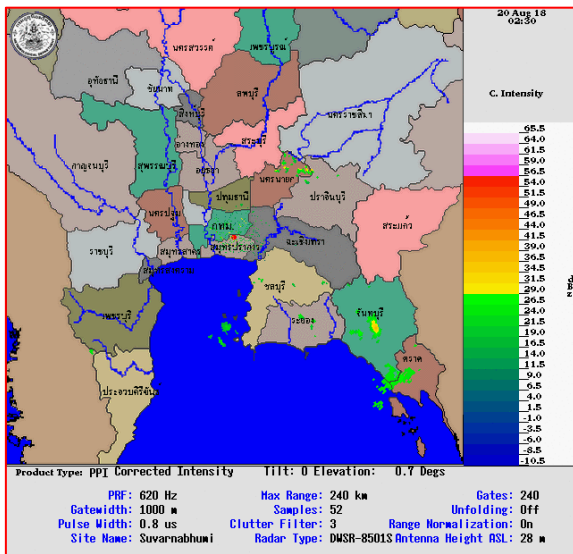 20 Aug 18
02:30
C. Intensity
นครสวรรค์
เพชรบูรณ์
อุทัยธานี
ชัยนาท
ลพบุรี
สิงห์บุรี
นครราชสีมา
อ่างทอง
สระบุรี
กาญจนบุรี
สุพรรณบุรี
อยุธยา
นครนายก
ปราจีนบุรี
ปทุมธานี
นครปฐม
กทม.
สระแก้ว
ฉะเชิงเทรา
ราชบุรี
สมุทรสาคร
สมุทรปราการ
สมุทรสงคราม
ชลบุรี
เพชรบุรี
ระยอง
จันทบุรี
ตราด
ประจวบคีรีขันธ์
65.5
64.0
61.5
59.0
56.5
54.0
51.5
49.0
46.5
44.0
41.5
39.0
36.5
34.0
31.5
29.0
26.5
24.0
21.5
19.0
16.5
14.0
11.5
9.0
6.5
4.0
1.5
-1.0
-3.5
-6.0
-8.5
-10.5
Product Type: PPI Corrected Intensity Tilt: 0 Elevation: 0.7 Degs
PRF: 620 Hz Max Range: 240 km Gates: 240
Gatewidth: 1000 m Samples: 52 Unfolding: Off
Pulse Width: 0.8 us Clutter Filter: 3 Range Normalization: On
Site Name: Suvarnabhumi Radar Type: DWSR-8501S Antenna Height ASL: 28 m